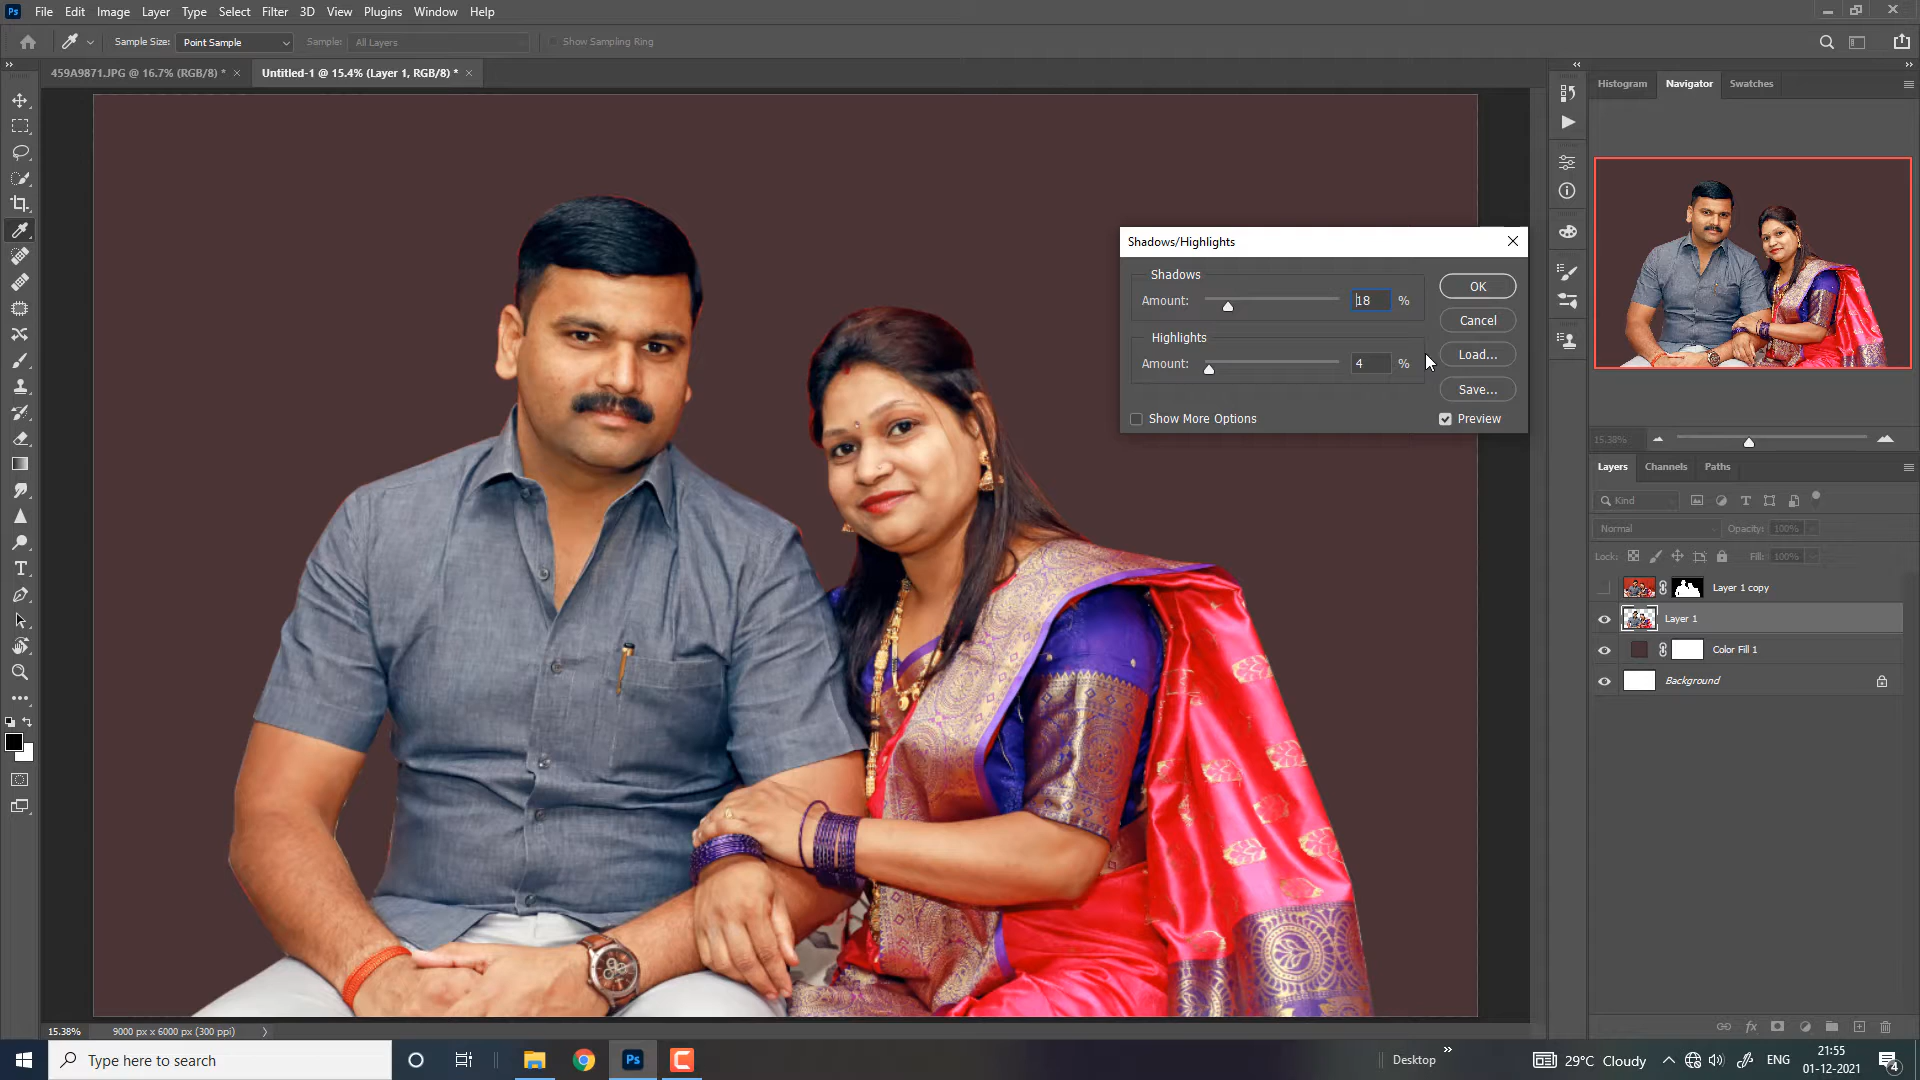 Ps File Edit Image Layer Type Select Filter 3D View Plugins Window Help
Sample Size: Point Sample Sample: All Layers Show Sampling Ring
459A9871.JPG @ 16.7% (RGB/8) * × Untitled-1 @ 15.4% (Layer 1, RGB/8) * ×
Histogram Navigator Swatches
Shadows/Highlights
Shadows
Amount: 18 %
OK
Cancel
Highlights
Amount: 4 %
Load...
Save...
Show More Options
Preview
15.38%
Layers Channels Paths
Kind
Normal Opacity: 100%
Lock: Fill: 100%
Layer 1 copy
Layer 1
Color Fill 1
Background
15.38% 9000 px x 6000 px (300 ppi)
Type here to search
Ps
Desktop
29°C Cloudy
ENG
21:55
01-12-2021
4